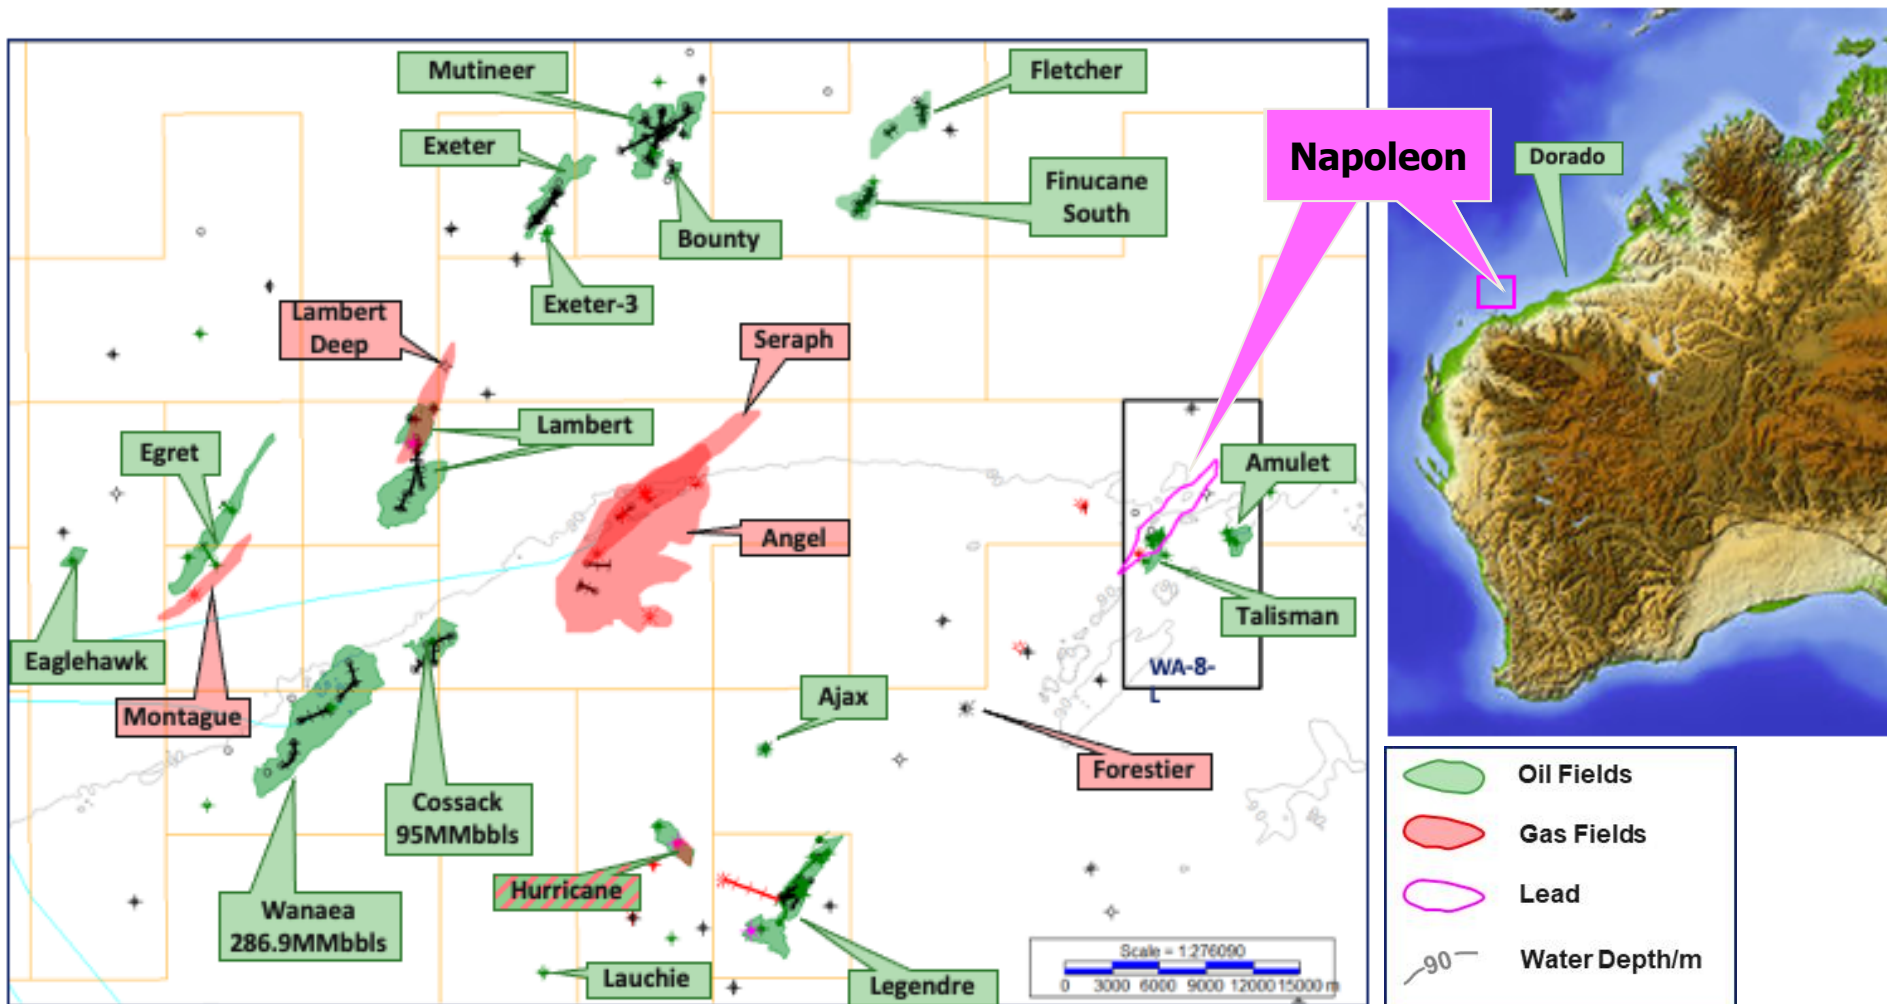 Mutineer
Fletcher
Exeter
Napoleon
Dorado
Finucane
South
Bounty
Exeter-3
Lambert
Deep
Seraph
Lambert
Egret
Amulet
Angel
Talisman
Eaglehawk
WA-8-
L
Montague
Ajax
Forestier
Cossack
95MMbbls
Hurricane
Wanaea
286.9MMbbls
Lauchie
Legendre
Scale = 1:276090
0 3000 6000 9000 12000 15000 m
80
90
Oil Fields
Gas Fields
Lead
90
Water Depth/m